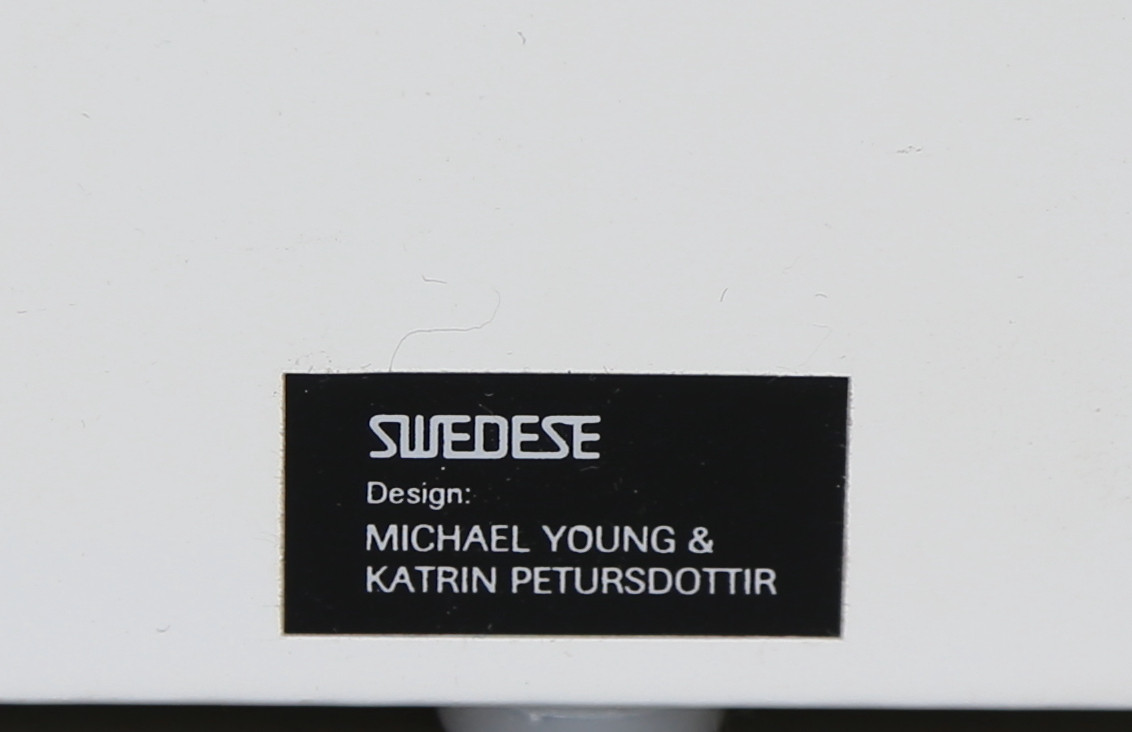 SWEDESE
Design:
MICHAEL YOUNG &
KATRIN PETURSDOTTIR